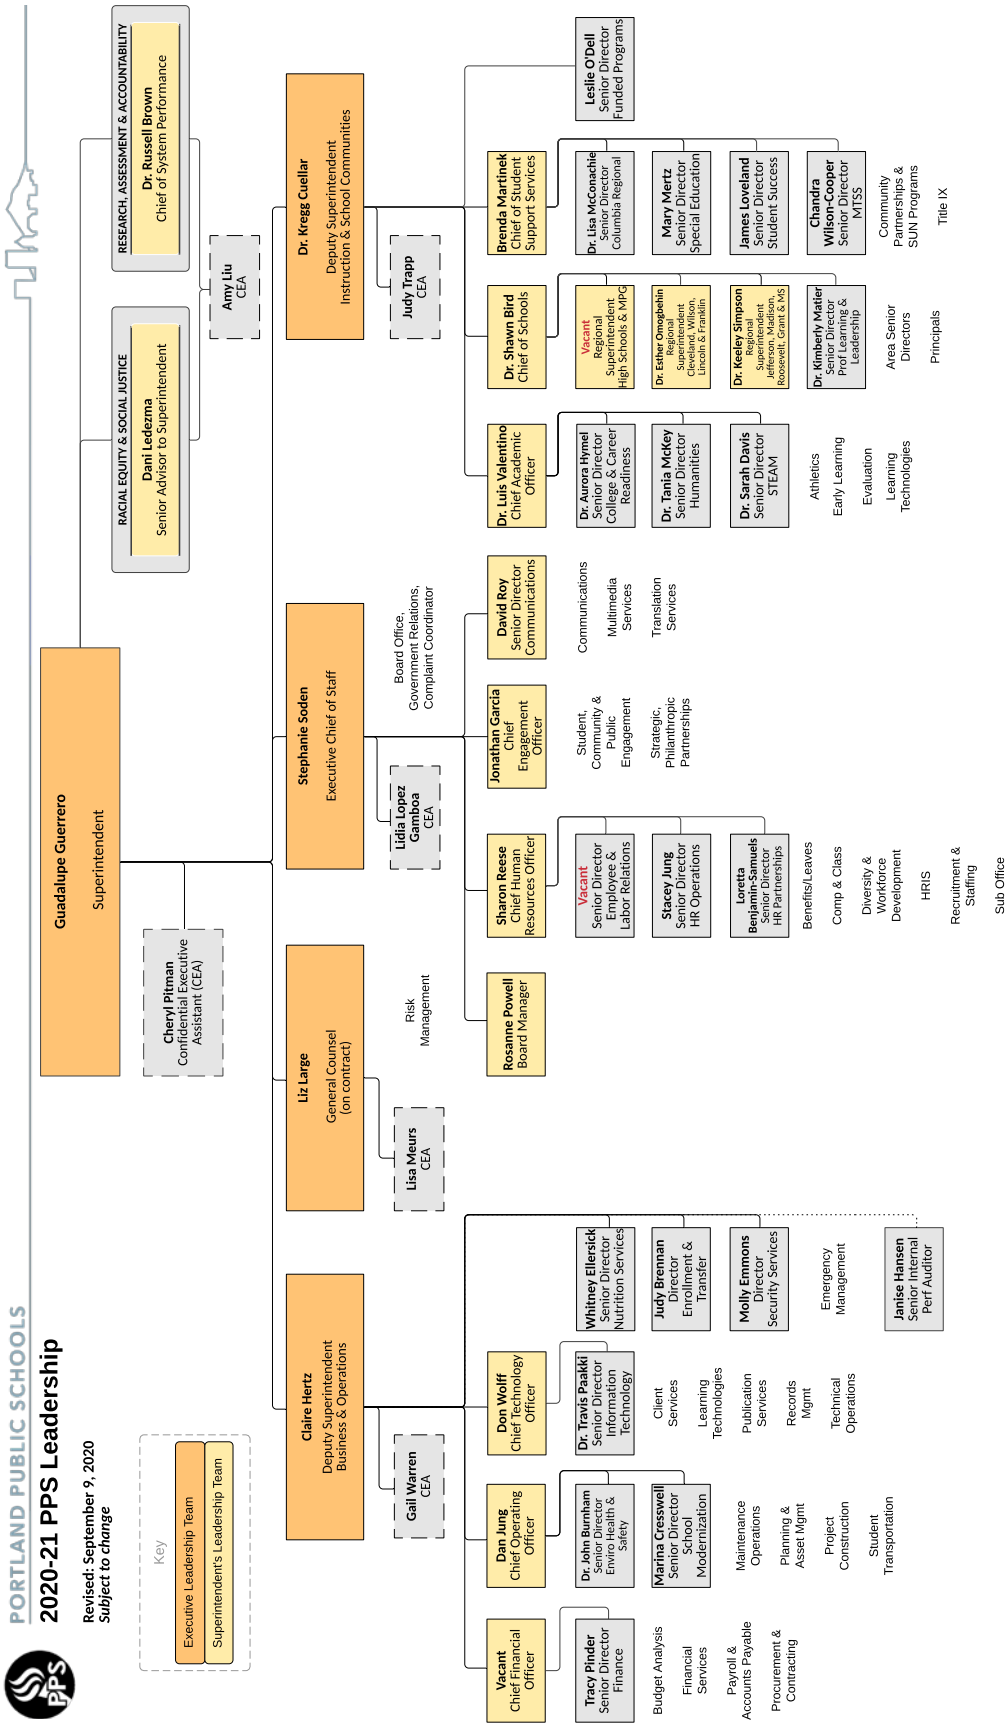 PPS
PORTLAND PUBLIC SCHOOLS
2020-21 PPS Leadership
Revised: September 9, 2020
Subject to change
Key
Executive Leadership Team
Superintendent's Leadership Team
Guadalupe Guerrero
Superintendent
Cheryl Pitman
Confidential Executive
Assistant (CEA)
RACIAL EQUITY & SOCIAL JUSTICE
Dani Ledezma
Senior Advisor to Superintendent
RESEARCH, ASSESSMENT & ACCOUNTABILITY
Dr. Russell Brown
Chief of System Performance
Amy Liu
CEA
Claire Hertz
Deputy Superintendent
Business & Operations
Gail Warren
CEA
Liz Large
General Counsel
(on contract)
Lisa Meurs
CEA
Risk
Management
Stephanie Soden
Executive Chief of Staff
Lidia Lopez
Gamboa
CEA
Board Office,
Government Relations,
Complaint Coordinator
Dr. Kregg Cuellar
Deputy Superintendent
Instruction & School Communities
Judy Trapp
CEA
Vacant
Chief Financial
Officer
Tracy Pinder
Senior Director
Finance
Budget Analysis
Financial
Services
Payroll &
Accounts Payable
Procurement &
Contracting
Dan Jung
Chief Operating
Officer
Dr. John Burnham
Senior Director
Enviro Health &
Safety
Marina Cresswell
Senior Director
School
Modernization
Maintenance
Operations
Planning &
Asset Mgmt
Project
Construction
Student
Transportation
Don Wolff
Chief Technology
Officer
Dr. Travis Paakki
Senior Director
Information
Technology
Client
Services
Learning
Technologies
Publication
Services
Records
Mgmt
Technical
Operations
Whitney Ellersick
Senior Director
Nutrition Services
Judy Brennan
Director
Enrollment &
Transfer
Molly Emmons
Director
Security Services
Emergency
Management
Janise Hansen
Senior Internal
Perf Auditor
Rosanne Powell
Board Manager
Sharon Reese
Chief Human
Resources Officer
Vacant
Senior Director
Employee &
Labor Relations
Stacey Jung
Senior Director
HR Operations
Loretta
Benjamin-Samuels
Senior Director
HR Partnerships
Benefits/Leaves
Comp & Class
Diversity &
Workforce
Development
HRIS
Recruitment &
Staffing
Sub Office
Jonathan Garcia
Chief
Engagement
Officer
Student,
Community &
Public
Engagement
Strategic,
Philanthropic
Partnerships
David Roy
Senior Director
Communications
Communications
Multimedia
Services
Translation
Services
Dr. Luis Valentino
Chief Academic
Officer
Dr. Aurora Hymel
Senior Director
College & Career
Readiness
Dr. Tania McKey
Senior Director
Humanities
Dr. Sarah Davis
Senior Director
STEAM
Athletics
Early Learning
Evaluation
Learning
Technologies
Dr. Shawn Bird
Chief of Schools
Vacant
Regional
Superintendent
High Schools & MPG
Dr. Esther Omogbehin
Regional
Superintendent
Cleveland, Wilson,
Lincoln & Franklin
Dr. Keeley Simpson
Regional
Superintendent
Jefferson, Madison,
Roosevelt, Grant & MS
Dr. Kimberly Matier
Senior Director
Prof Learning &
Leadership
Area Senior
Directors
Principals
Brenda Martinek
Chief of Student
Support Services
Dr. Lisa McConachie
Senior Director
Columbia Regional
Mary Mertz
Senior Director
Special Education
James Loveland
Senior Director
Student Success
Chandra
Wilson-Cooper
Senior Director
MTSS
Community
Partnerships &
SUN Programs
Title IX
Leslie O'Dell
Senior Director
Funded Programs